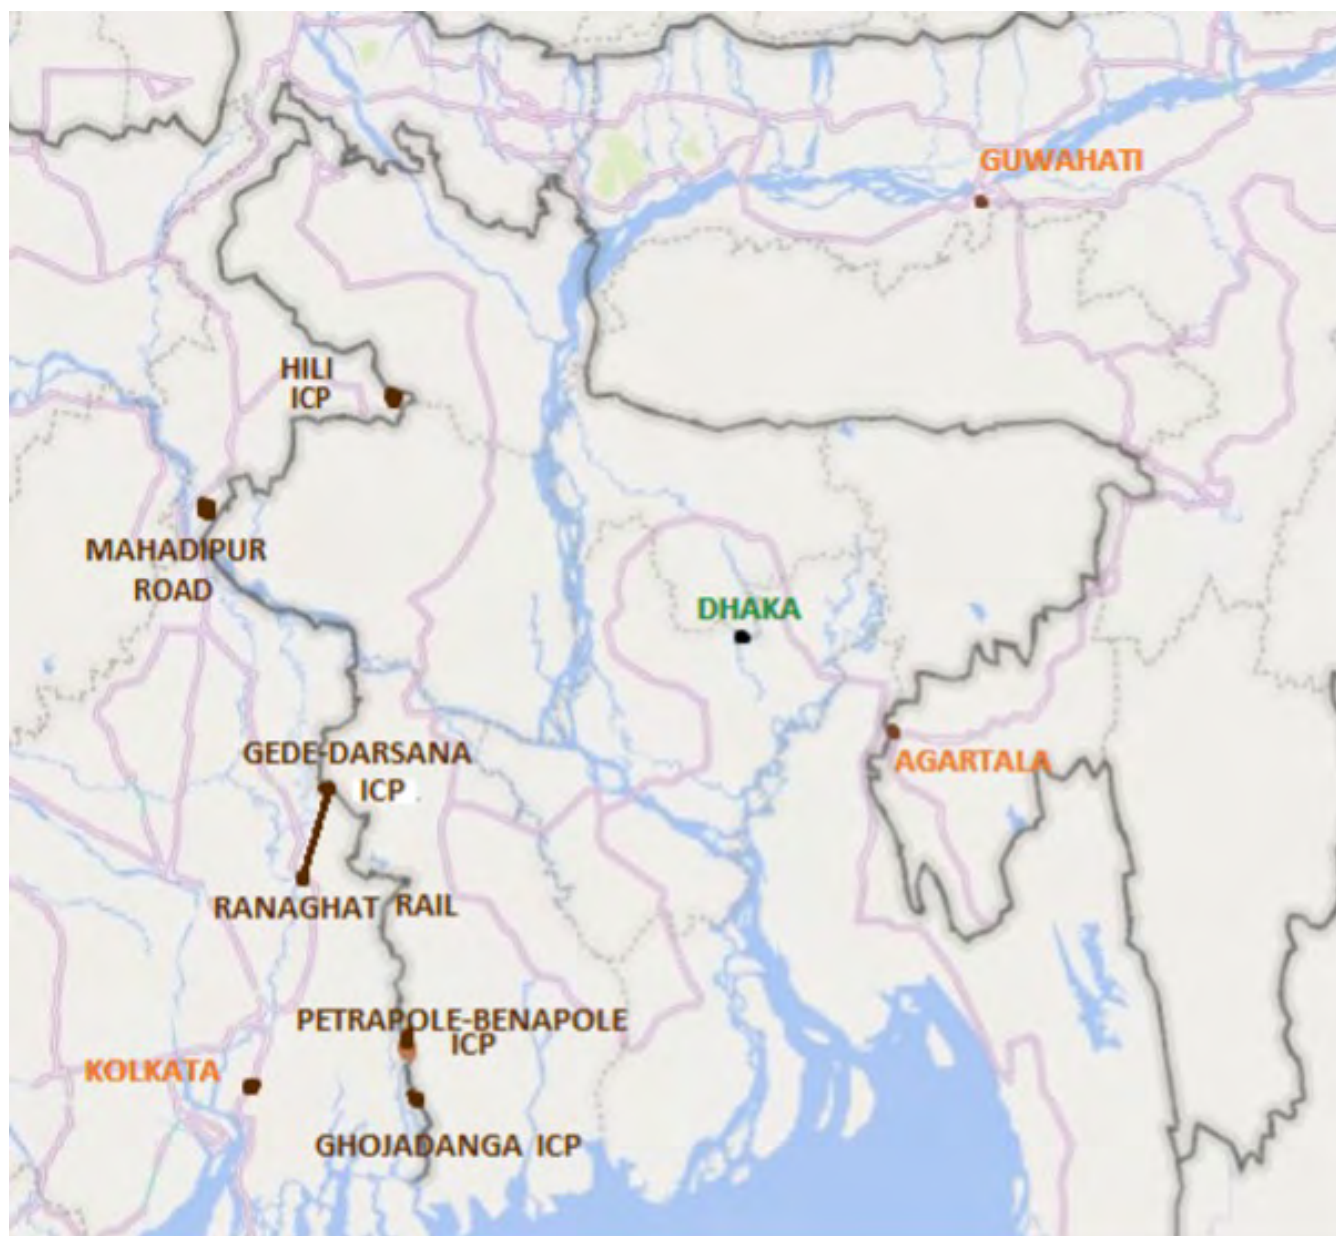 GUWAHATI
HILI
ICP
MAHADIPUR
ROAD
DHAKA
GEDE-DARSANA
ICP
AGARTALA
RANAGHAT RAIL
PETRAPOLE-BENAPOLE
ICP
KOLKATA
GHOJADANGA ICP